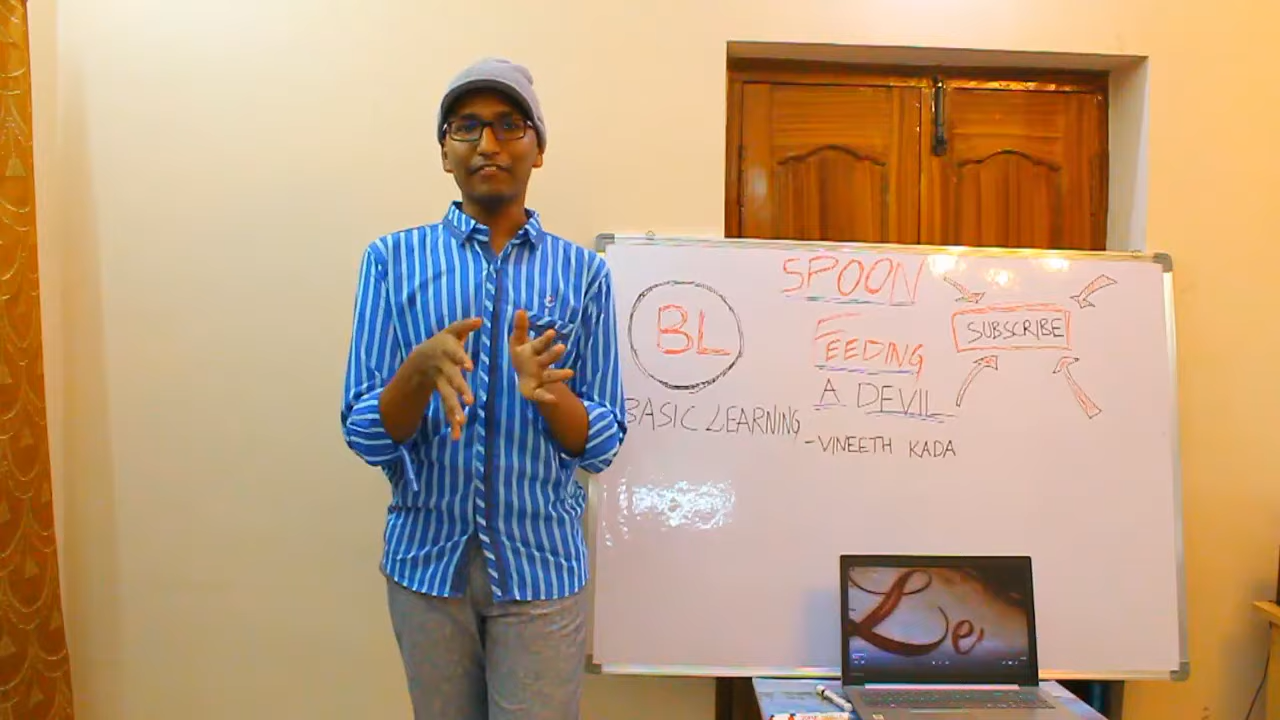 BL
BASIC LEARNING
SPOON
FEEDING
A DEVIL
-VINEETH KADA
SUBSCRIBE
Le